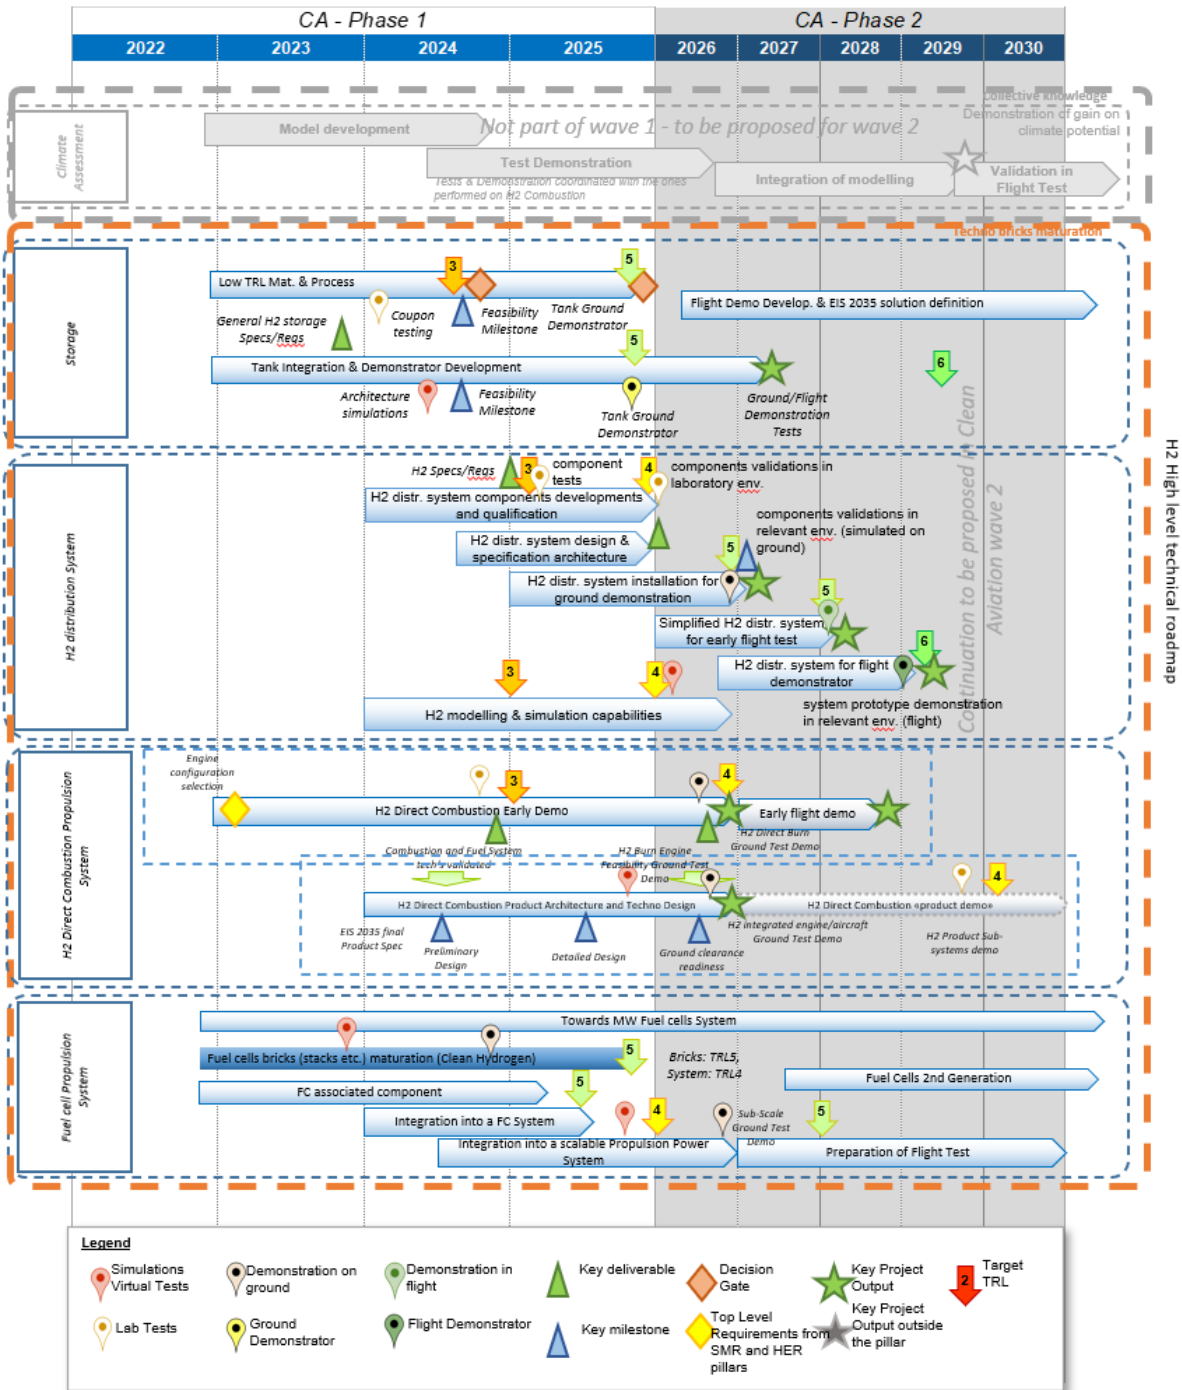 CA - Phase 1
CA - Phase 2
2022
2023
2024
2025
2026
2027
2028
2029
2030
Collective knowledge
Demonstration of gain on
climate potential
Climate
Assessment
Model development
Not part of wave 1 - to be proposed for wave 2
Test Demonstration
Tests & Demonstration coordinated with the ones
performed on H2 Combustion
Integration of modelling
Validation in
Flight Test
Techno bricks maturation
H2 High level technical roadmap
Storage
3
5
Low TRL Mat. & Process
Flight Demo Develop. & EIS 2035 solution definition
General H2 storage
Specs/Reqs
Coupon
testing
Feasibility
Milestone
Tank Ground
Demonstrator
5
6
Tank Integration & Demonstrator Development
Architecture
simulations
Feasibility
Milestone
Tank Ground
Demonstrator
Ground/Flight
Demonstration
Tests
Continuation to be proposed in Clean
Aviation wave 2
H2 distribution System
H2 Specs/Reqs
3
component
tests
4
components validations in
laboratory env.
H2 distr. system components developments
and qualification
components validations in
relevant env. (simulated on
ground)
H2 distr. system design &
specification architecture
5
H2 distr. system installation for
ground demonstration
5
Simplified H2 distr. system
for early flight test
6
H2 distr. system for flight
demonstrator
3
4
system prototype demonstration
in relevant env. (flight)
H2 modelling & simulation capabilities
H2 Direct Combustion Propulsion
System
Engine
configuration
selection
3
4
H2 Direct Combustion Early Demo
Early flight demo
H2 Direct Burn
Ground Test Demo
Combustion and Fuel System
tech's validated
H2 Burn Engine
Feasibility Ground Test
Demo
4
H2 Direct Combustion Product Architecture and Techno Design
H2 Direct Combustion «product demo»
EIS 2035 final
Product Spec
Preliminary
Design
Detailed Design
Ground clearance
readiness
H2 integrated engine/aircraft
Ground Test Demo
H2 Product Sub-
systems demo
Fuel cell Propulsion
System
Towards MW Fuel cells System
Fuel cells bricks (stacks etc.) maturation (Clean Hydrogen)
5
Bricks: TRL5,
System: TRL4
FC associated component
5
Fuel Cells 2nd Generation
Integration into a FC System
4
Sub-Scale
Ground Test
Demo
5
Integration into a scalable Propulsion Power
System
Preparation of Flight Test
Legend
Simulations
Virtual Tests
Demonstration on
ground
Demonstration in
flight
Key deliverable
Decision
Gate
Key Project
Output
2
Target
TRL
Lab Tests
Ground
Demonstrator
Flight Demonstrator
Key milestone
Top Level
Requirements from
SMR and HER
pillars
Key Project
Output outside
the pillar